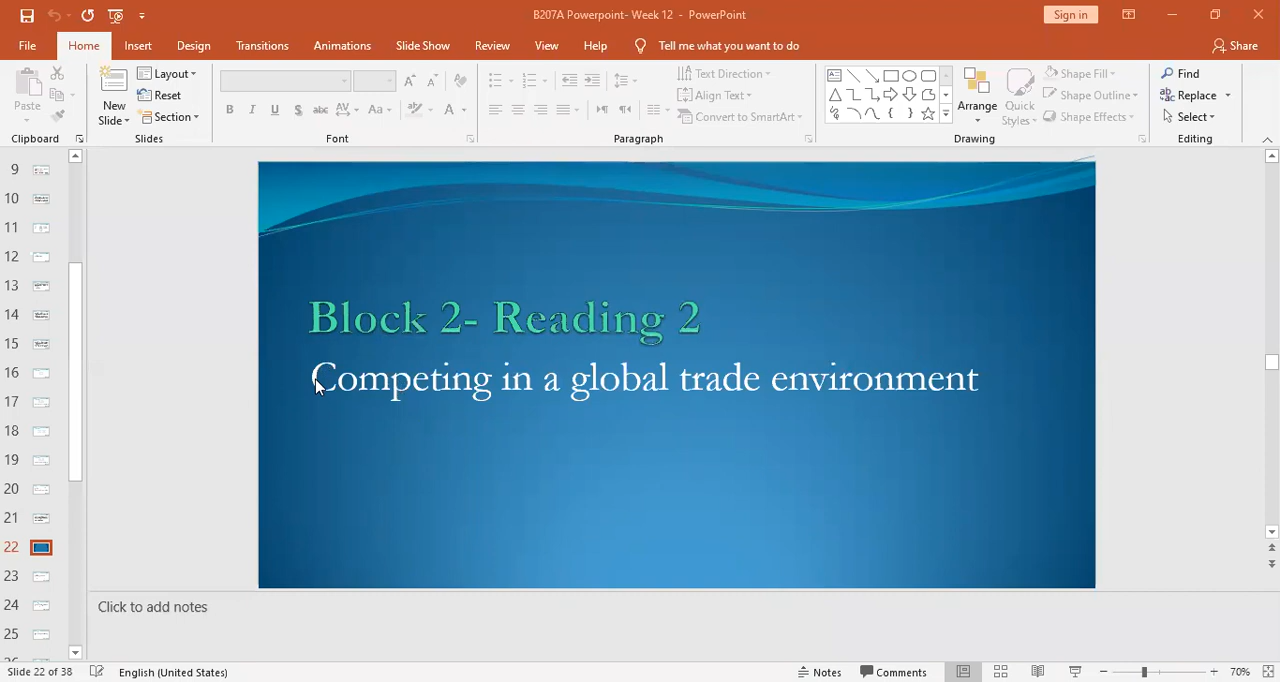 B207A Powerpoint- Week 12 - PowerPoint
Sign in
File Home Insert Design Transitions Animations Slide Show Review View Help Tell me what you want to do Share
Paste
New Slide
Layout
Reset
Section
B I U S abc AV Aa A
Text Direction
Align Text
Convert to SmartArt
Arrange
Quick Styles
Shape Fill
Shape Outline
Shape Effects
Find
Replace
Select
Clipboard Slides Font Paragraph Drawing Editing
9
10
11
12
13
14
15
16
17
18
19
20
21
22
23
24
25
Block 2- Reading 2
Competing in a global trade environment
Click to add notes
Slide 22 of 38 English (United States) Notes Comments 70%